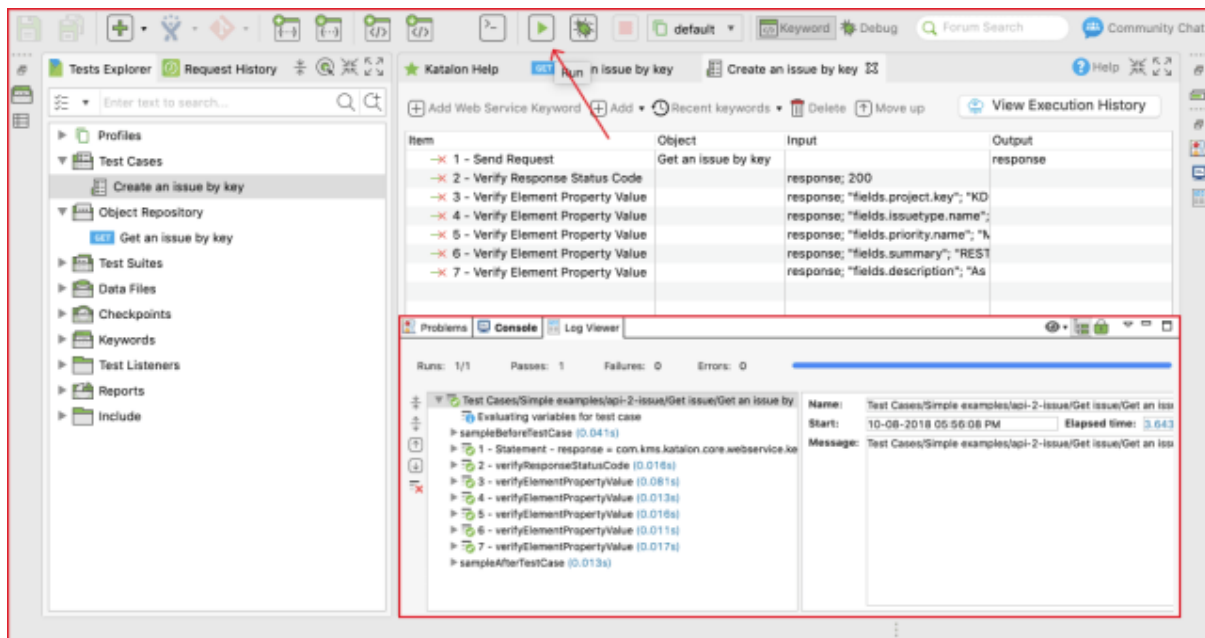 default Keyword Debug Forum Search Community Chat
Tests Explorer Request History
Katalon Help GET n issue by key Create an issue by key Help
Run
Enter text to search...
Add Web Service Keyword Add Recent keywords Delete Move up View Execution History
Profiles
Test Cases
Create an issue by key
Object Repository
GET Get an issue by key
Test Suites
Data Files
Checkpoints
Keywords
Test Listeners
Reports
Include
Item Object Input Output
1 - Send Request Get an issue by key response
2 - Verify Response Status Code response; 200
3 - Verify Element Property Value response; "fields.project.key"; "KD
4 - Verify Element Property Value response; "fields.issuetype.name";
5 - Verify Element Property Value response; "fields.priority.name"; "M
6 - Verify Element Property Value response; "fields.summary"; "REST
7 - Verify Element Property Value response; "fields.description"; "As
Problems Console Log Viewer
Runs: 1/1 Passes: 1 Failures: 0 Errors: 0
Test Cases/Simple examples/api-2-issue/Get issue/Get an issue by
Evaluating variables for test case
sampleBeforeTestCase (0.041s)
1 - Statement - response = com.kms.katalon.core.webservice.ke
2 - verifyResponseStatusCode (0.016s)
3 - verifyElementPropertyValue (0.081s)
4 - verifyElementPropertyValue (0.013s)
5 - verifyElementPropertyValue (0.016s)
6 - verifyElementPropertyValue (0.011s)
7 - verifyElementPropertyValue (0.017s)
sampleAfterTestCase (0.013s)
Name: Test Cases/Simple examples/api-2-issue/Get issue/Get an iss
Start: 10-08-2018 05:56:08 PM Elapsed time: 3.643
Message: Test Cases/Simple examples/api-2-issue/Get issue/Get an iss